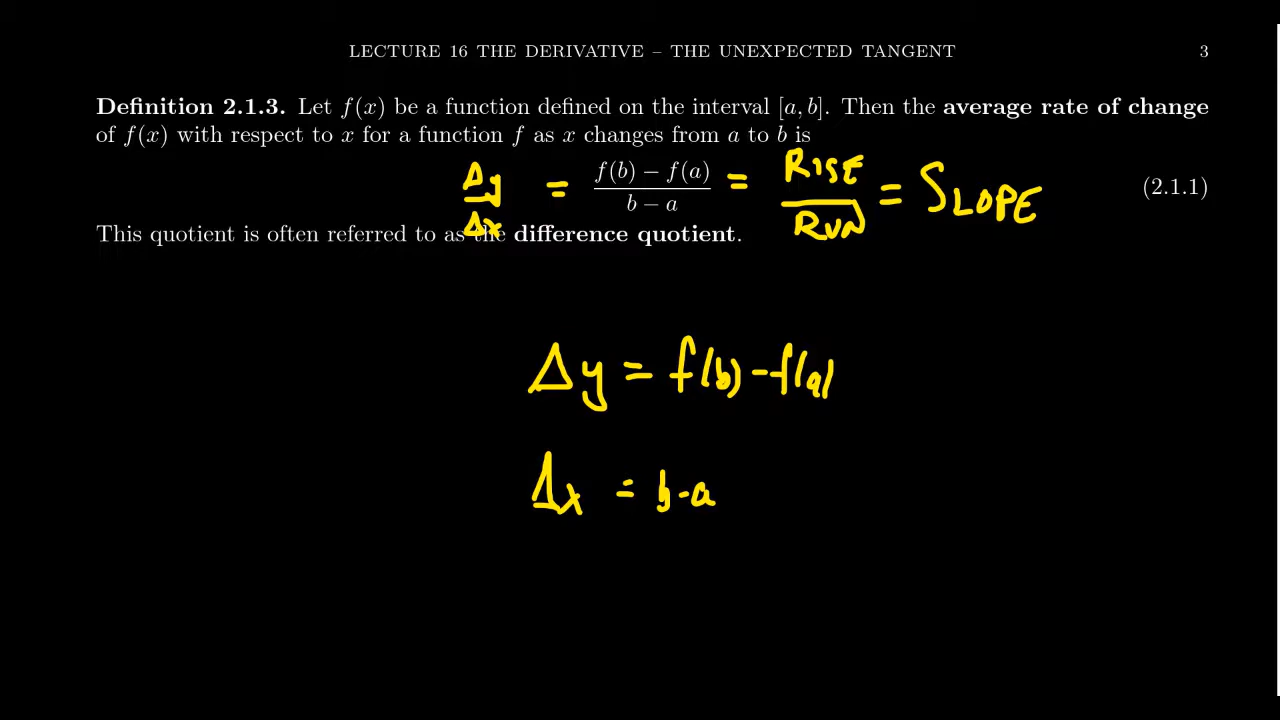 LECTURE 16 THE DERIVATIVE – THE UNEXPECTED TANGENT 3
Definition 2.1.3. Let f(x) be a function defined on the interval [a, b]. Then the average rate of change
of f(x) with respect to x for a function f as x changes from a to b is
Δy/Δx = (f(b) − f(a))/(b − a) = RISE/RUN = SLOPE (2.1.1)
This quotient is often referred to as the difference quotient.
Δy = f(b) - f(a)
Δx = b - a